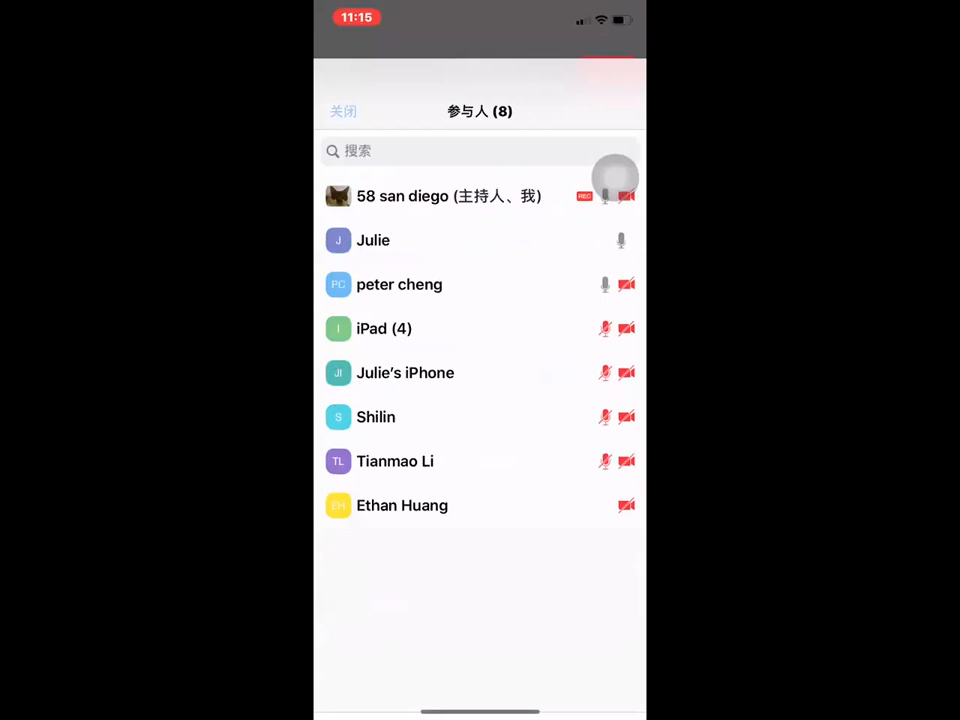 11:15
关闭
参与人 (8)
搜索
58 san diego (主持人、我)
REC
J
Julie
PC
peter cheng
I
iPad (4)
JI
Julie’s iPhone
S
Shilin
TL
Tianmao Li
EH
Ethan Huang